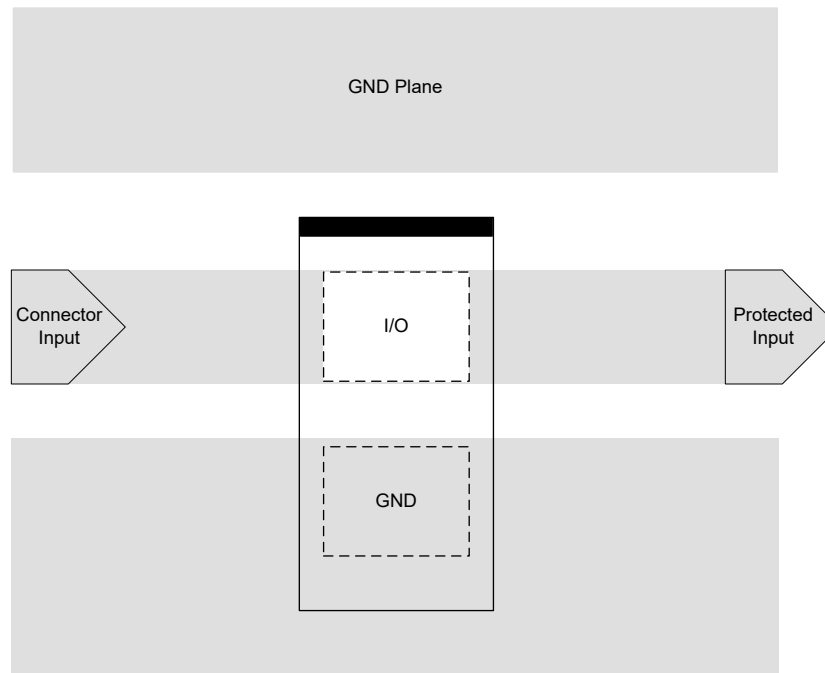 GND Plane
Connector
Input
I/O
Protected
Input
GND